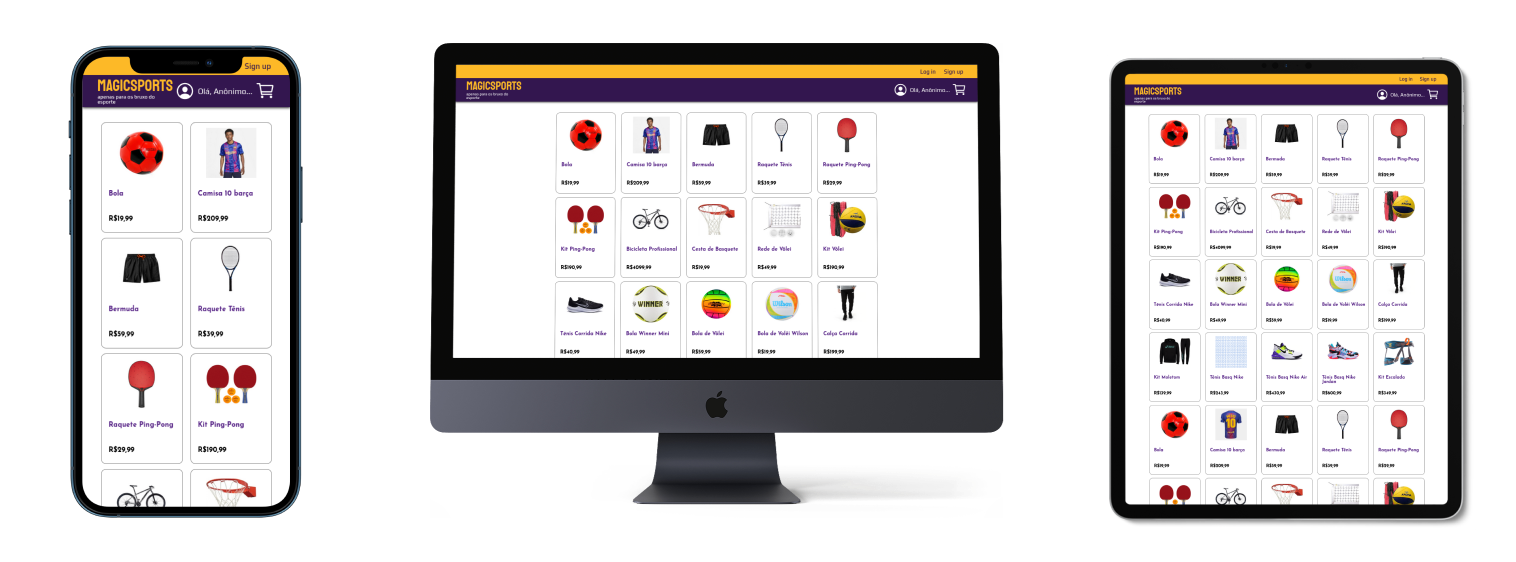 Sign up
MAGICSPORTS
apenas para os bruxo do
esporte
Olá, Anônimo...
Bola
R$19,99
Camisa 10 barça
R$209,99
Bermuda
R$59,99
Raquete Tênis
R$39,99
Raquete Ping-Pong
R$29,99
Kit Ping-Pong
R$190,99
Log in Sign up
MAGICSPORTS
apenas para os bruxo do
esporte
Olá, Anônimo...
Bola Camisa 10 barça Bermuda Raquete Tênis Raquete Ping-Pong
R$19,99 R$209,99 R$59,99 R$39,99 R$29,99
Kit Ping-Pong Bicicleta Profissional Cesta de Basquete Rede de Vôlei Kit Vôlei
R$190,99 R$4099,99 R$19,99 R$49,99 R$190,99
WINNER
Wilson
Tênis Corrida Nike Bola Winner Mini Bola de Vôlei Bola de Volêi Wilson Calça Corrida
R$40,99 R$49,99 R$59,99 R$19,99 R$199,99
Log in Sign up
MAGICSPORTS
apenas para os bruxo do
esporte
Olá, Anônimo...
Bola Camisa 10 barça Bermuda Raquete Tênis Raquete Ping-Pong
R$19,99 R$209,99 R$59,99 R$39,99 R$29,99
Kit Ping-Pong Bicicleta Profissional Cesta de Basquete Rede de Vôlei Kit Vôlei
R$190,99 R$4099,99 R$19,99 R$49,99 R$190,99
WINNER
Wilson
Tênis Corrida Nike Bola Winner Mini Bola de Vôlei Bola de Volêi Wilson Calça Corrida
R$40,99 R$49,99 R$59,99 R$19,99 R$199,99
Kit Moletom Tênis Basq Nike Tênis Basq Nike Air Tênis Basq Nike Kit Escalada
Jordan
R$243,99 R$430,99 R$600,99 R$349,99
10
Bola Camisa 10 barça Bermuda Raquete Tênis Raquete Ping-Pong
R$19,99 R$209,99 R$59,99 R$39,99 R$29,99